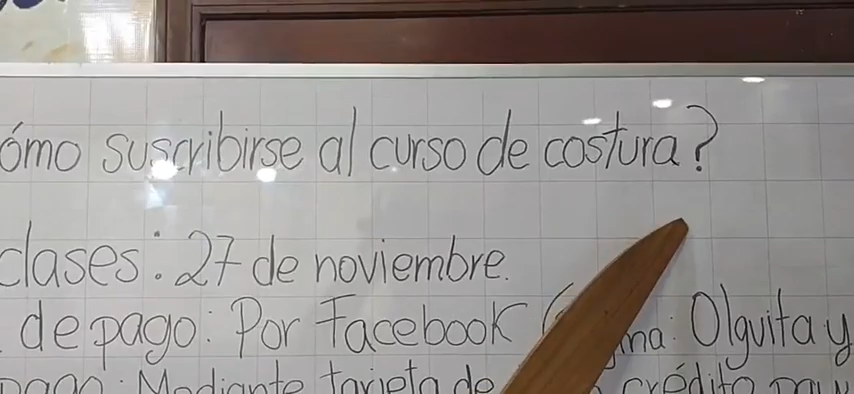 ómo suscribirse al curso de costura?
clases: 27 de noviembre.
de pago: Por Facebook ( Olguita y
pago: Mediante tarjeta de crédito